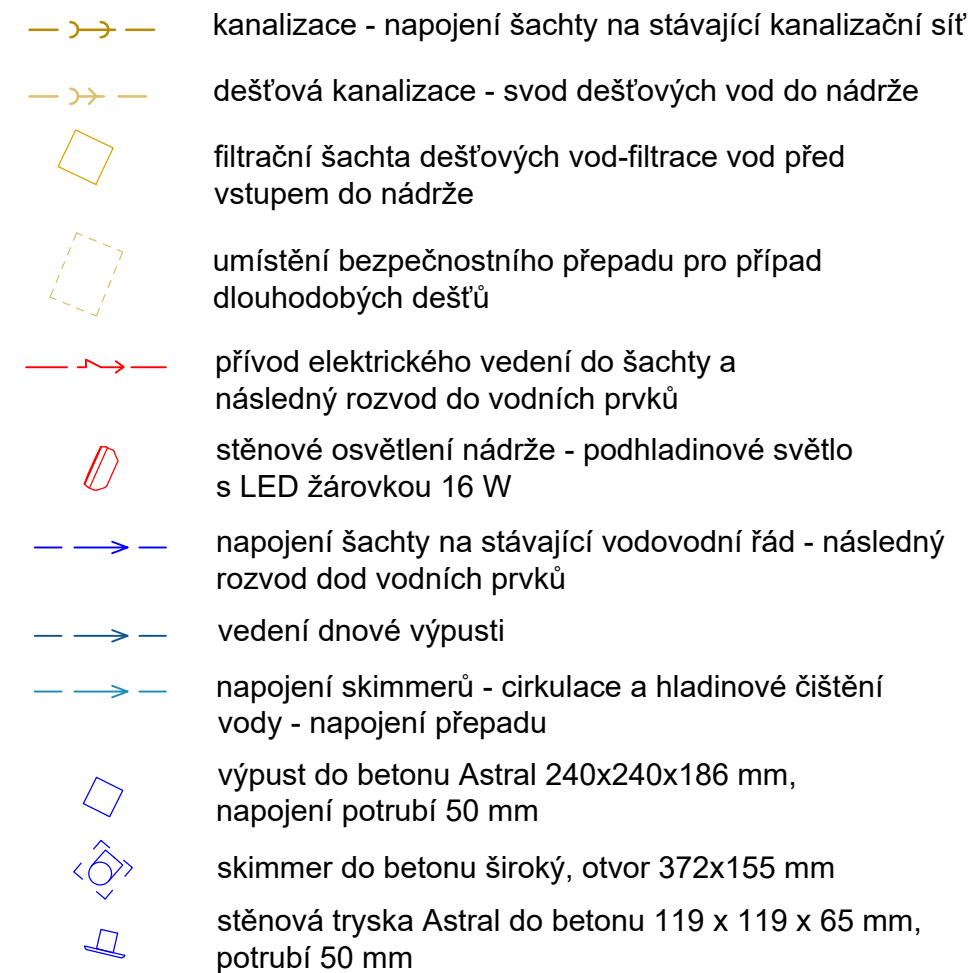 kanalizace - napojení šachty na stávající kanalizační síť
dešťová kanalizace - svod dešťových vod do nádrže
filtrační šachta dešťových vod-filtrace vod před
vstupem do nádrže
umístění bezpečnostního přepadu pro případ
dlouhodobých dešťů
přívod elektrického vedení do šachty a
následný rozvod do vodních prvků
stěnové osvětlení nádrže - podhladinové světlo
s LED žárovkou 16 W
napojení šachty na stávající vodovodní řád - následný
rozvod dod vodních prvků
vedení dnové výpusti
napojení skimmerů - cirkulace a hladinové čištění
vody - napojení přepadu
výpust do betonu Astral 240x240x186 mm,
napojení potrubí 50 mm
skimmer do betonu široký, otvor 372x155 mm
stěnová tryska Astral do betonu 119 x 119 x 65 mm,
potrubí 50 mm